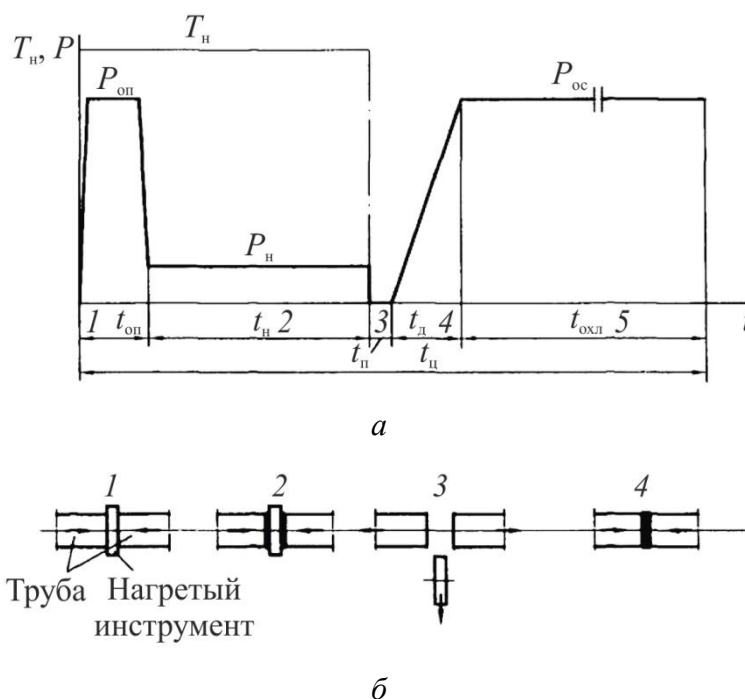 Tн, P
Tн
Pоп
Pос
Pн
1 tоп
tн 2
3
tд 4
tохл 5
t
tп
tц
а
1 2 3 4
Труба Нагретый
инструмент
б